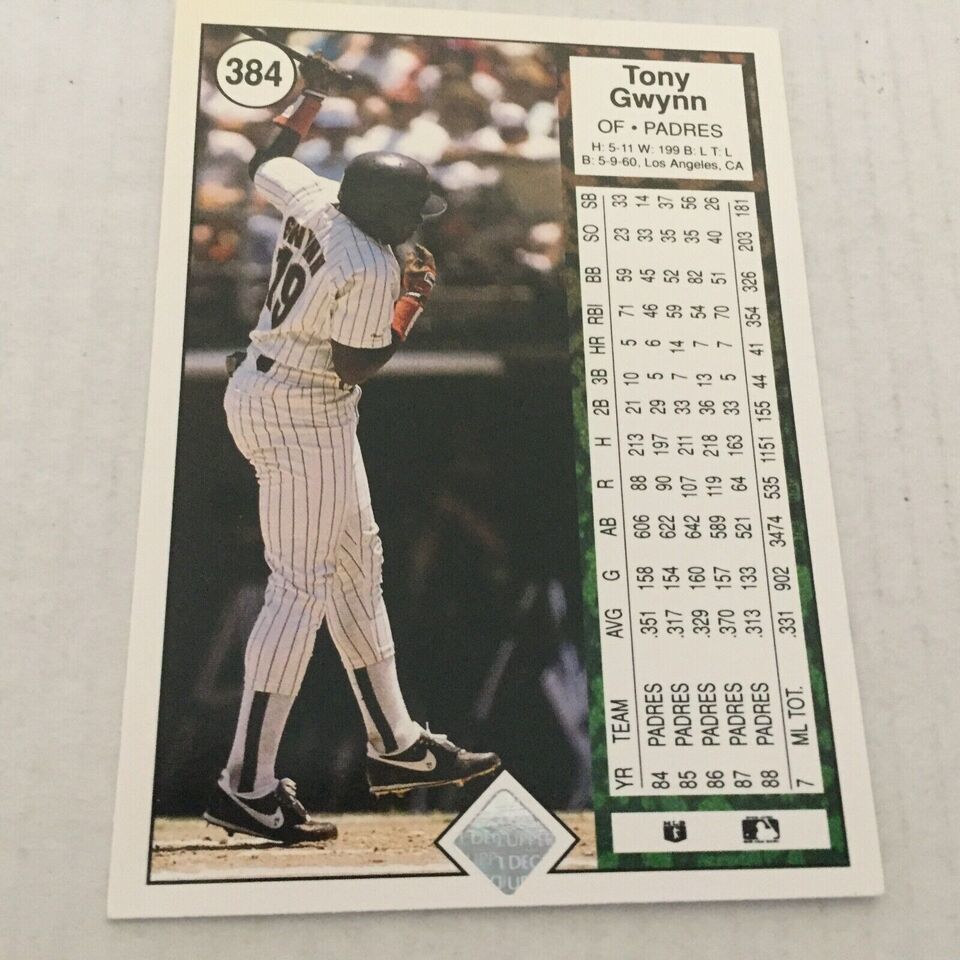 384
Tony
Gwynn
OF • PADRES
H: 5-11 W: 199 B: L T: L
B: 5-9-60, Los Angeles, CA
GWYNN
19
YR TEAM AVG G AB R H 2B 3B HR RBI BB SO SB
84 PADRES .351 158 606 88 213 21 10 5 71 59 23 33
85 PADRES .317 154 622 90 197 29 5 6 46 45 33 14
86 PADRES .329 160 642 107 211 33 7 14 59 52 35 37
87 PADRES .370 157 589 119 218 36 13 7 54 82 35 56
88 PADRES .313 133 521 64 163 33 5 7 70 51 40 26
7 ML TOT. .331 902 3474 535 1151 155 44 41 354 326 203 181